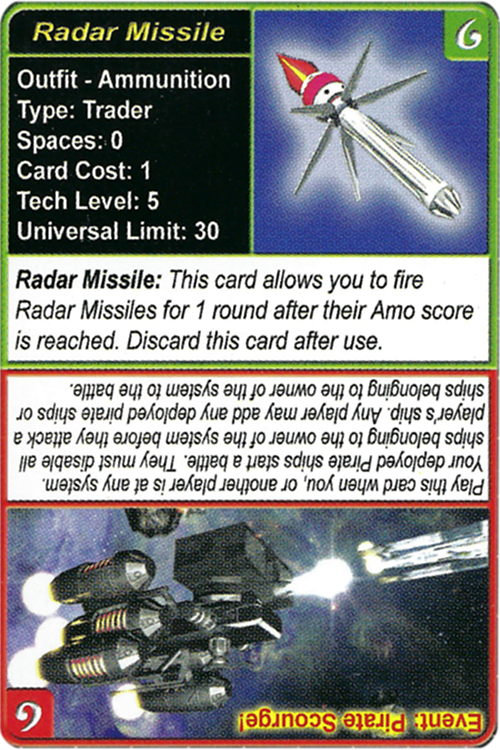 Radar Missile
6
Outfit - Ammunition
Type: Trader
Spaces: 0
Card Cost: 1
Tech Level: 5
Universal Limit: 30
Radar Missile: This card allows you to fire
Radar Missiles for 1 round after their Amo score
is reached. Discard this card after use.
Event: Pirate Scourge!
6
Play this card when you, or another player is at any system.
Your deployed Pirate ships start a battle. They must disable all
ships belonging to the owner of the system before they attack a
player's ship. Any player may add any deployed pirate ships or
ships belonging to the owner of the system to the battle.